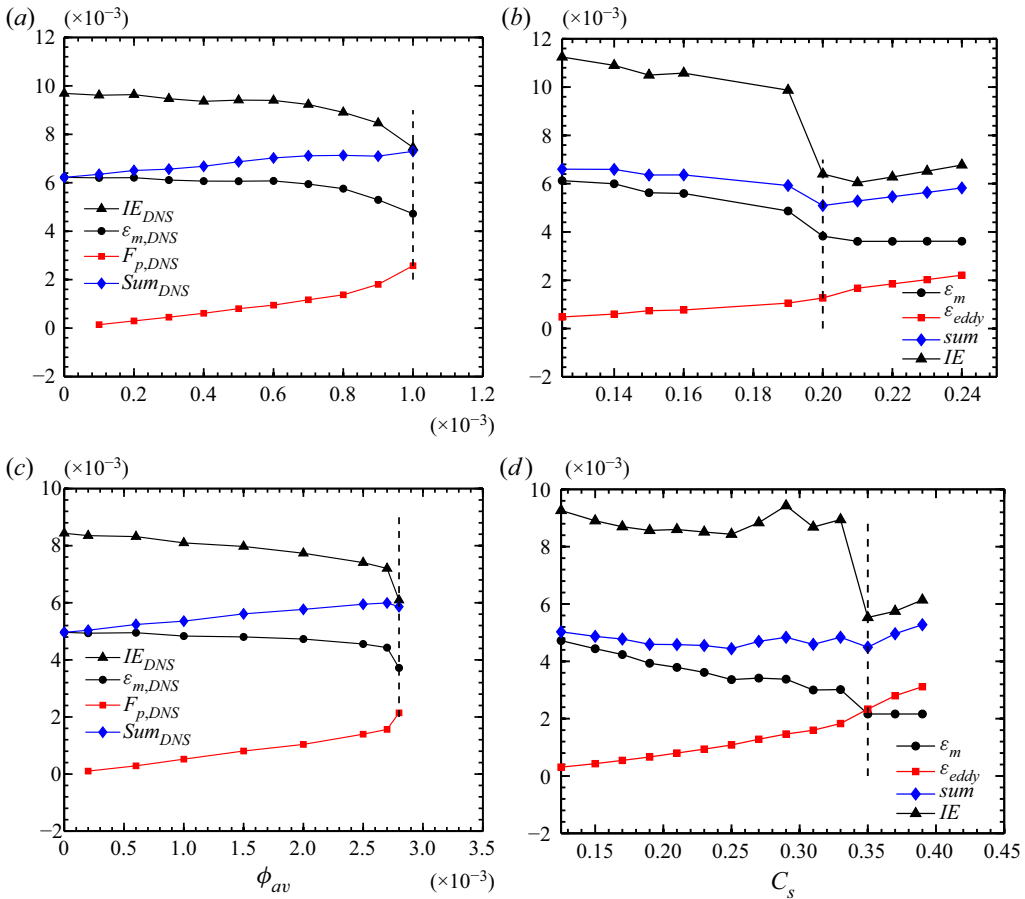 (a) (×10⁻³)
12
10
8
6
4
2
0
−2
IE_DNS
ε_m,DNS
F_p,DNS
Sum_DNS
0 0.2 0.4 0.6 0.8 1.0 1.2
(×10⁻³)
(b) (×10⁻³)
12
10
8
6
4
2
0
−2
ε_m
ε_eddy
sum
IE
0.14 0.16 0.18 0.20 0.22 0.24
(c) (×10⁻³)
10
8
6
4
2
0
−2
IE_DNS
ε_m,DNS
F_p,DNS
Sum_DNS
0 0.5 1.0 1.5 2.0 2.5 3.0 3.5
ϕ_av (×10⁻³)
(d) (×10⁻³)
10
8
6
4
2
0
−2
ε_m
ε_eddy
sum
IE
0.15 0.20 0.25 0.30 0.35 0.40 0.45
C_s